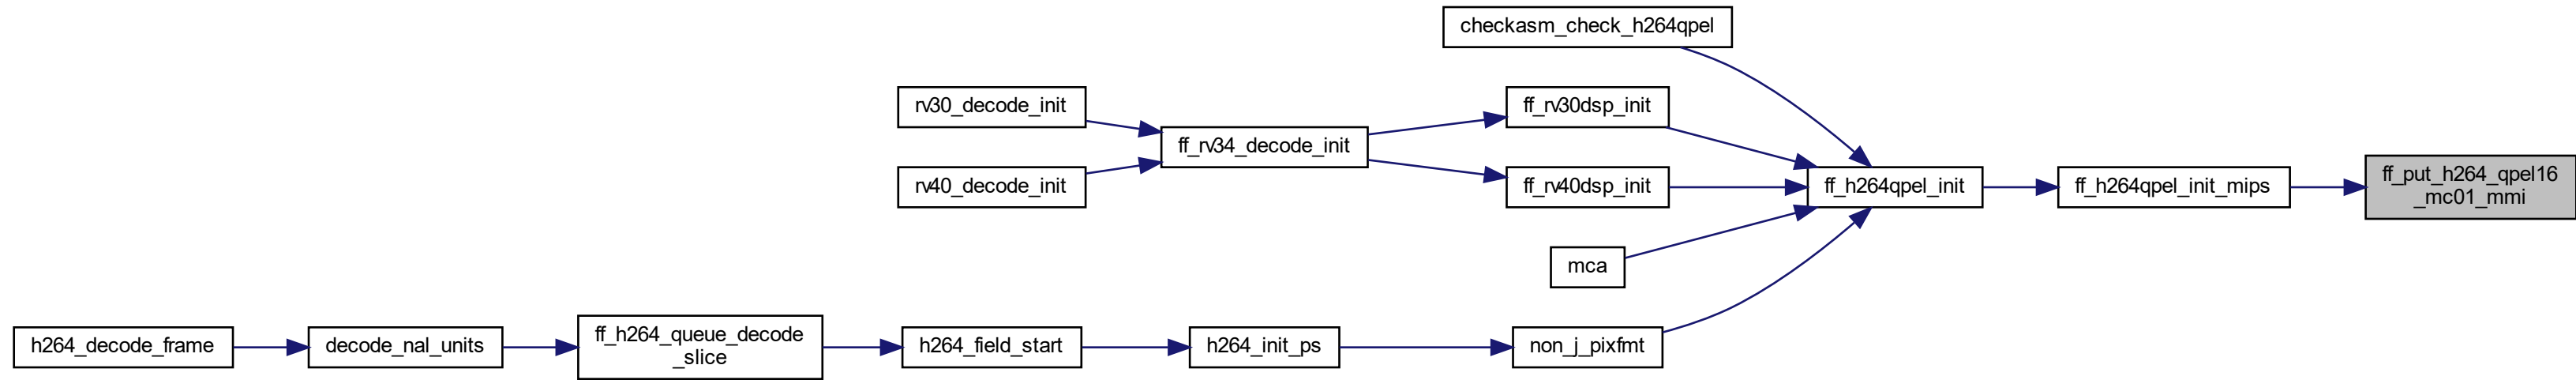 checkasm_check_h264qpel
rv30_decode_init
ff_rv30dsp_init
ff_rv34_decode_init
rv40_decode_init
ff_rv40dsp_init
ff_h264qpel_init
ff_h264qpel_init_mips
ff_put_h264_qpel16
_mc01_mmi
mca
h264_decode_frame
decode_nal_units
ff_h264_queue_decode
_slice
h264_field_start
h264_init_ps
non_j_pixfmt